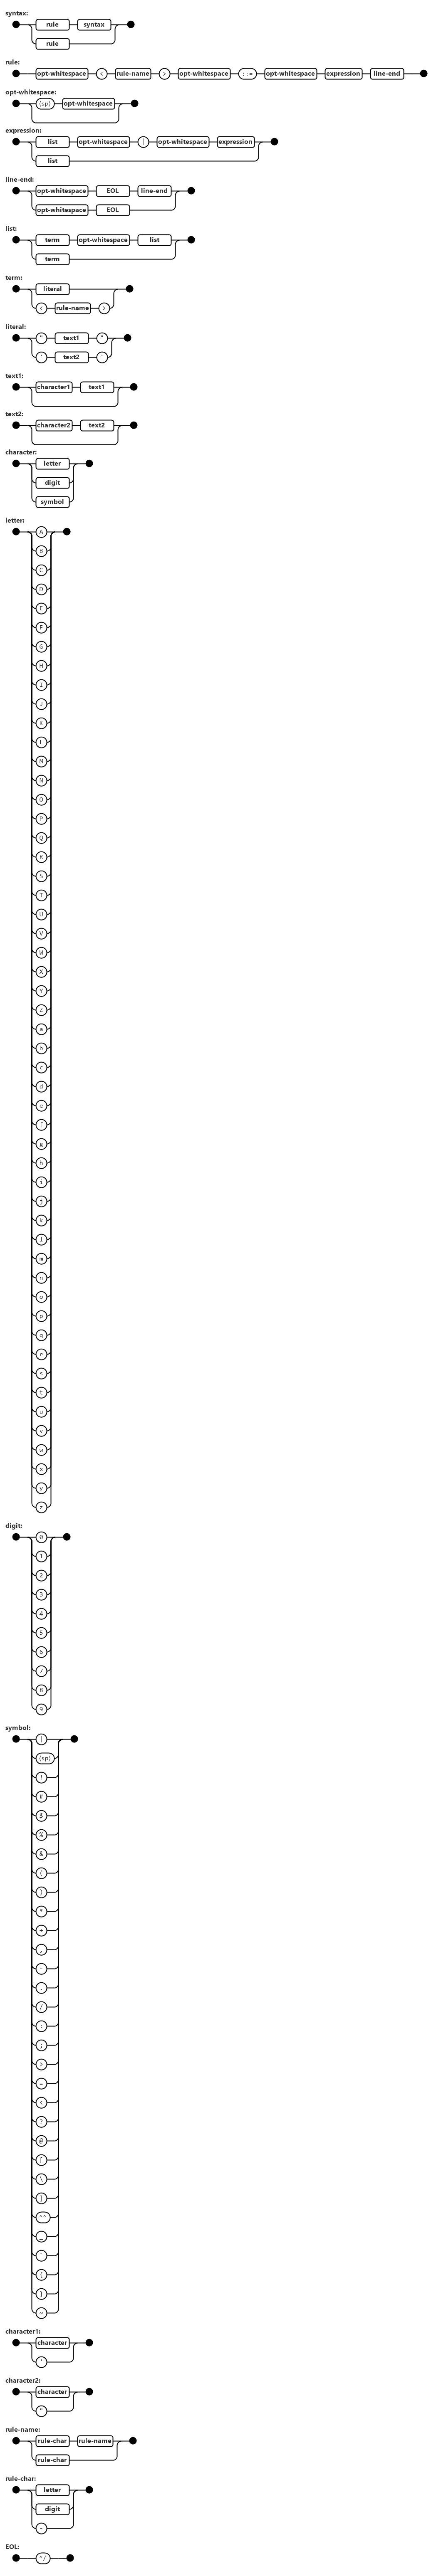 syntax:
rule syntax
rule
rule:
opt-whitespace < rule-name > opt-whitespace ::= opt-whitespace expression line-end
opt-whitespace:
(sp) opt-whitespace
expression:
list opt-whitespace | opt-whitespace expression
list
line-end:
opt-whitespace EOL line-end
opt-whitespace EOL
list:
term opt-whitespace list
term
term:
literal
< rule-name >
literal:
" text1 "
' text2 '
text1:
character1 text1
text2:
character2 text2
character:
letter
digit
symbol
letter:
A
B
C
D
E
F
G
H
I
J
K
L
M
N
O
P
Q
R
S
T
U
V
W
X
Y
Z
a
b
c
d
e
f
g
h
i
j
k
l
m
n
o
p
q
r
s
t
u
v
w
x
y
z
digit:
0
1
2
3
4
5
6
7
8
9
symbol:
|
(sp)
!
#
$
%
&
(
)
*
+
,
-
.
/
:
;
>
=
<
?
@
[
\
]
^^
_
`
{
}
~
character1:
character
'
character2:
character
"
rule-name:
rule-char rule-name
rule-char
rule-char:
letter
digit
-
EOL:
^/